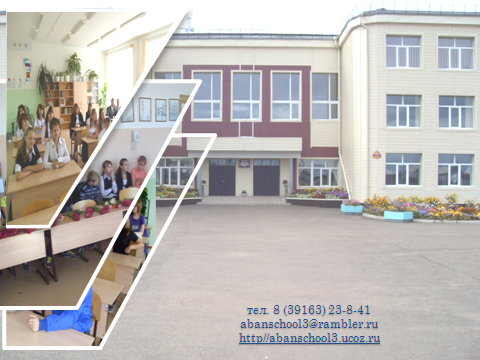 тел. 8 (39163) 23-8-41
abanschool3@rambler.ru
http//abanschool3.ucoz.ru